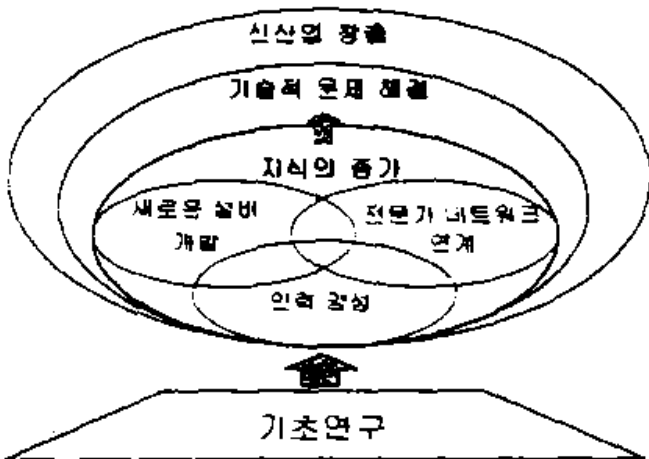 신산업 창출
기술적 문제 해결
지식의 증가
새로운 설비
개발
전문가 네트워크
연계
인력 양성
기초연구